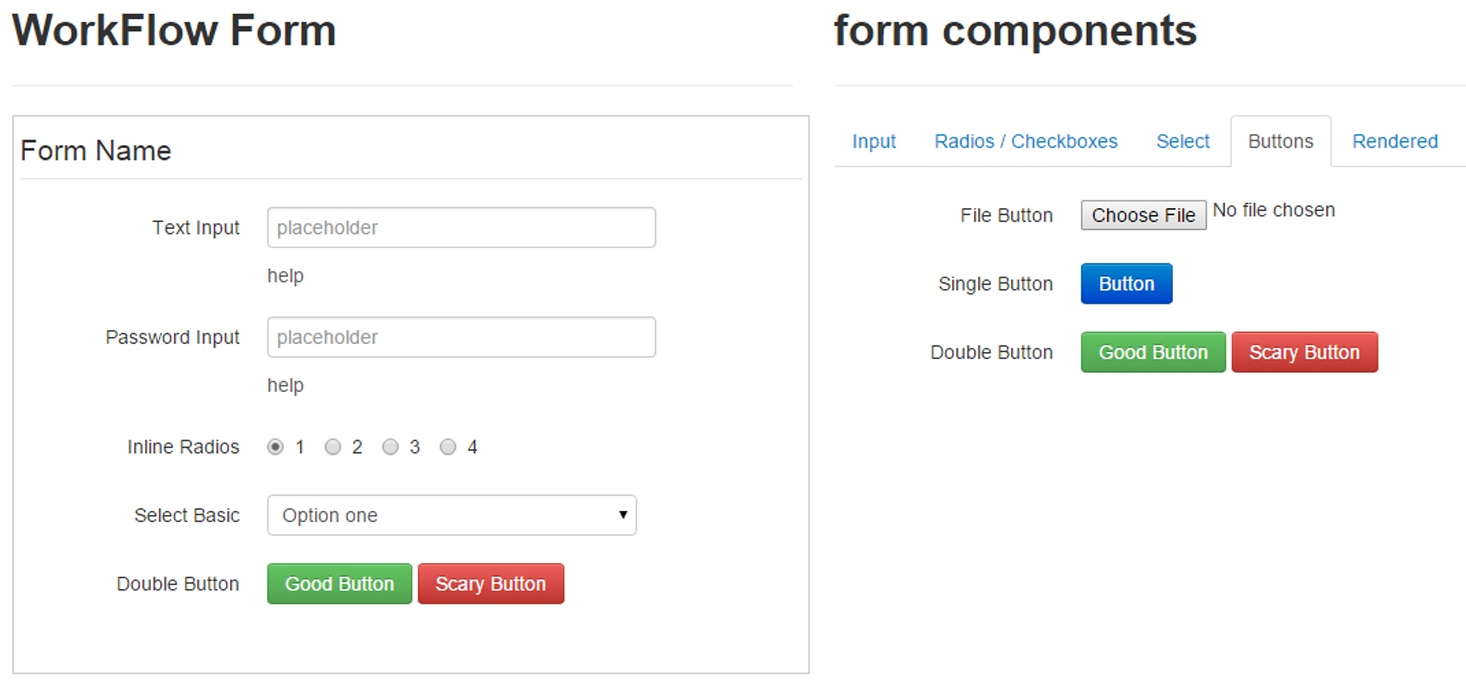 WorkFlow Form
Form Name
Text Input placeholder
help
Password Input placeholder
help
Inline Radios 1 2 3 4
Select Basic Option one
Double Button Good Button Scary Button
form components
Input Radios / Checkboxes Select Buttons Rendered
File Button Choose File No file chosen
Single Button Button
Double Button Good Button Scary Button